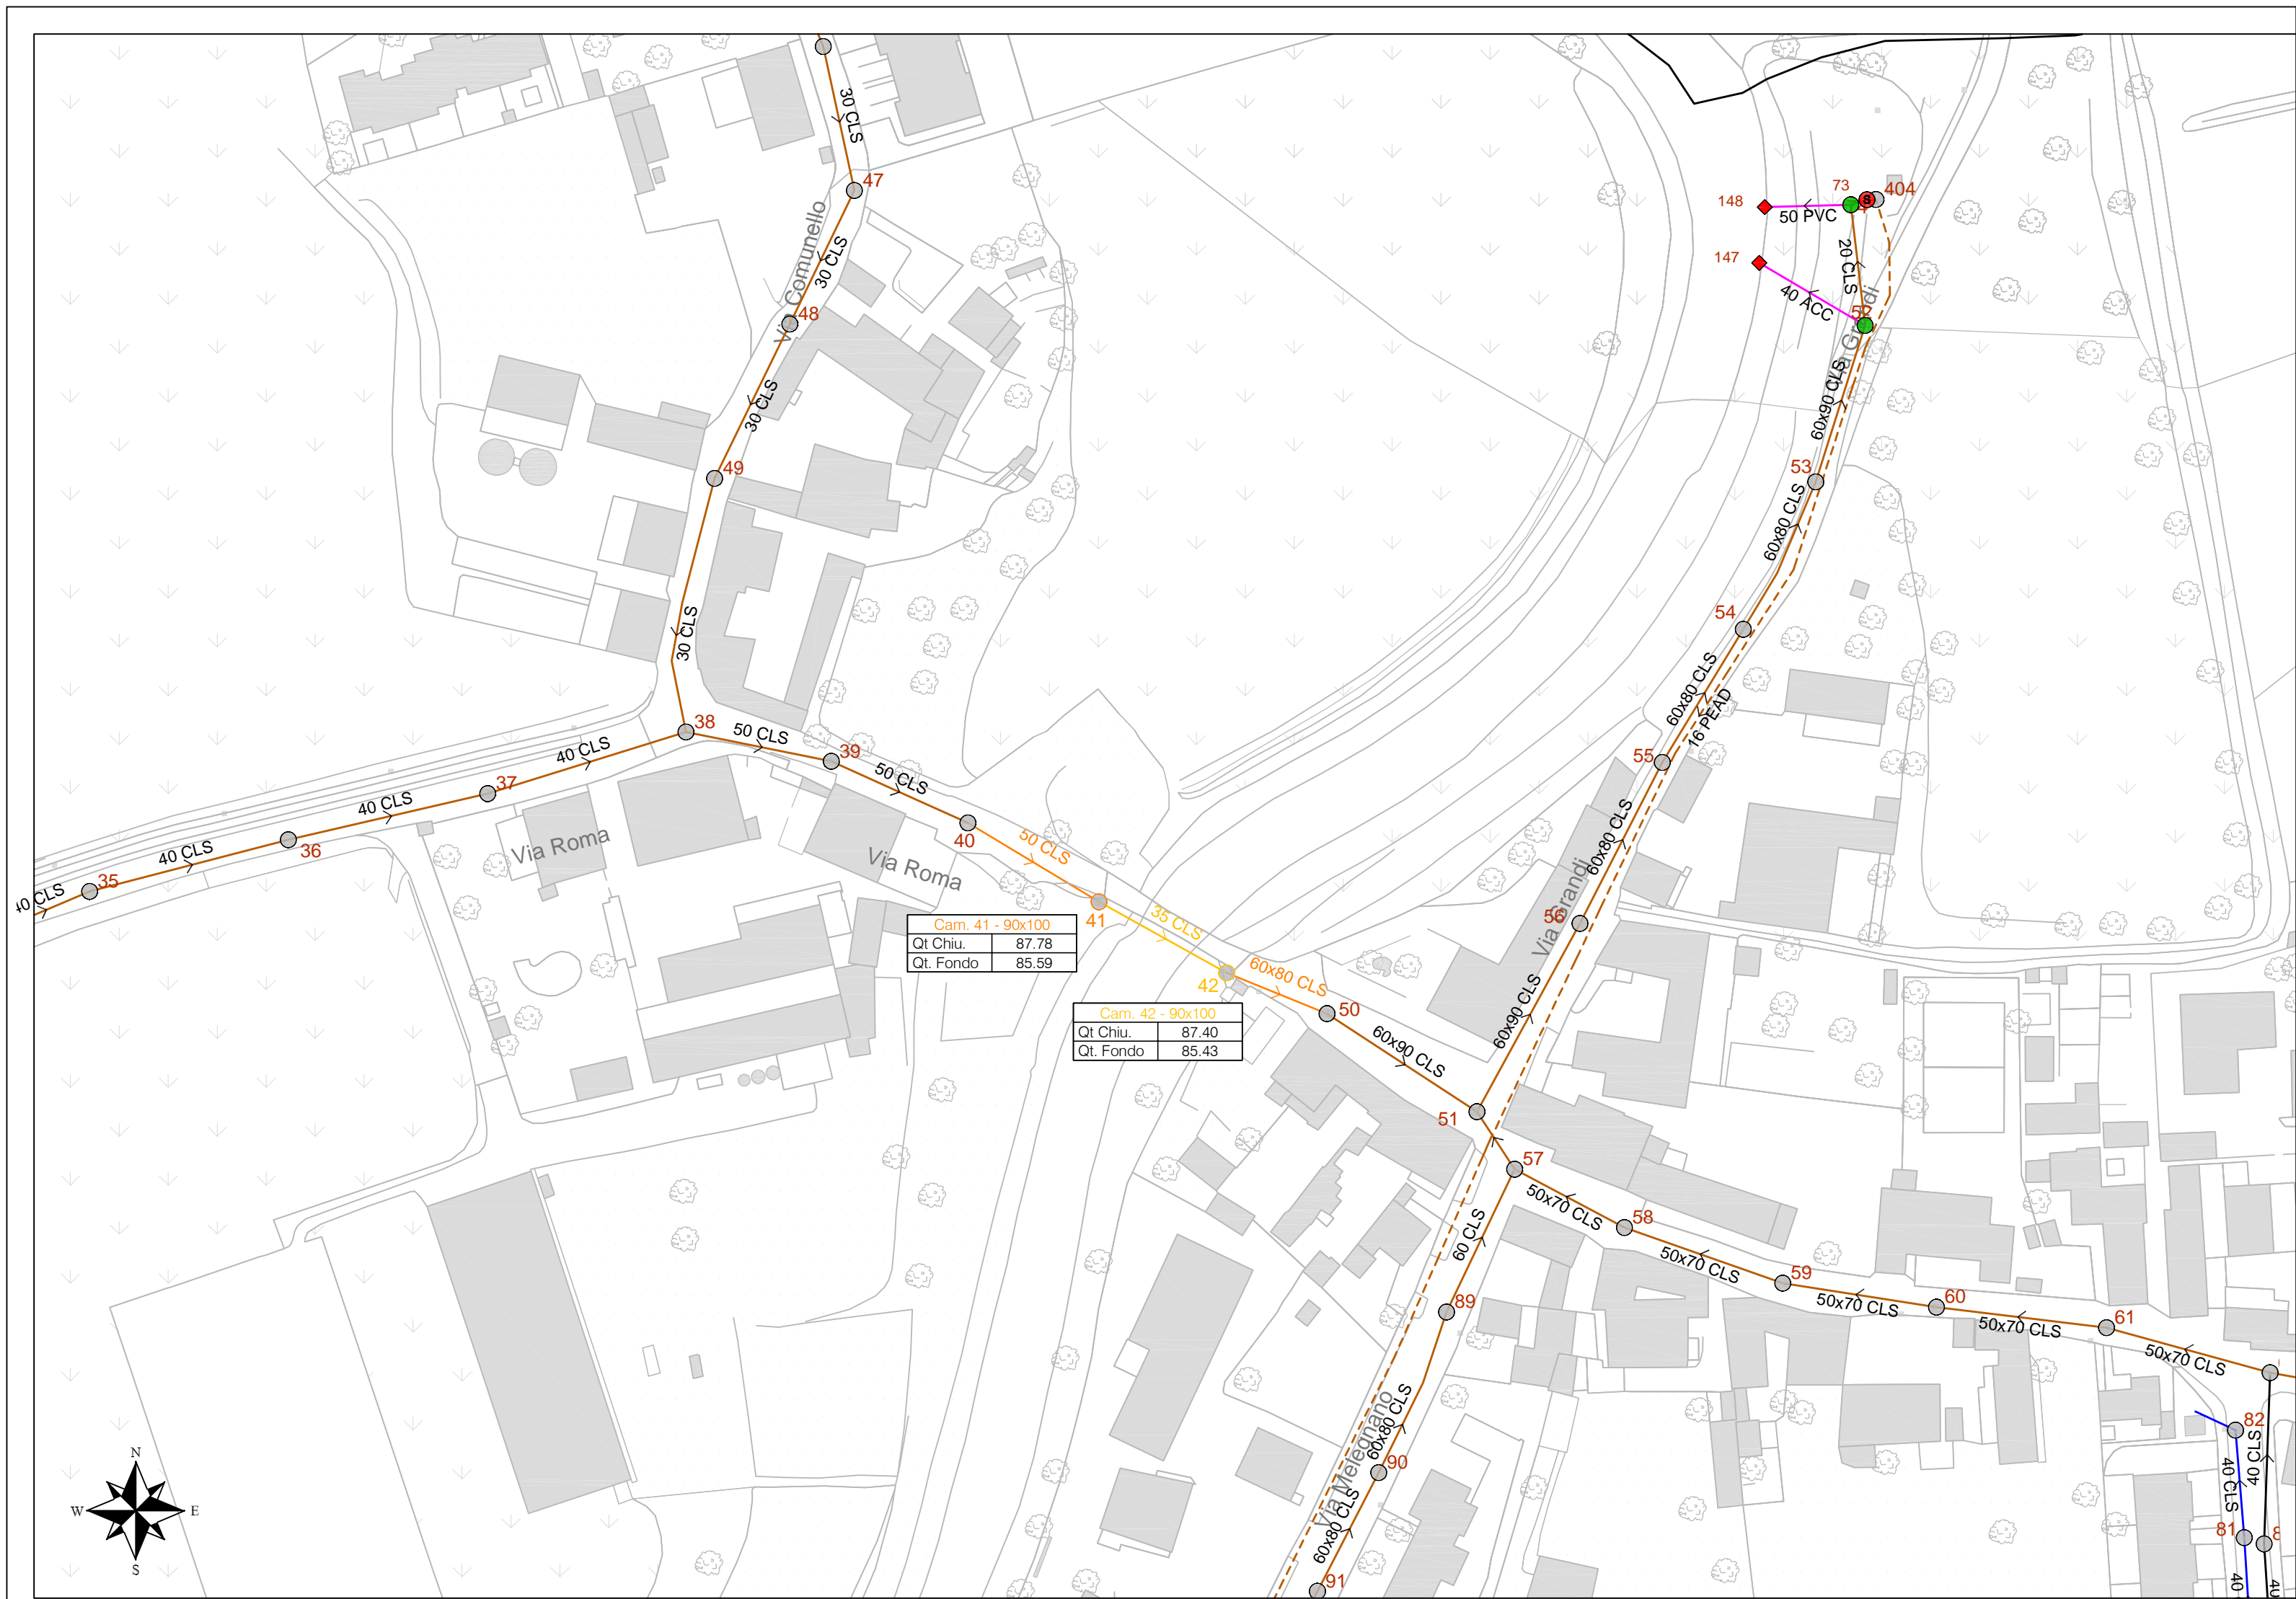 30 CLS
47
Via Comunello
30 CLS
48
30 CLS
49
30 CLS
38
50 CLS
39
50 CLS
40
50 CLS
41
35 CLS
42
60x80 CLS
50
60x90 CLS
51
40 CLS
37
40 CLS
36
40 CLS
35
40 CLS
Via Roma
Via Roma
Cam. 41 - 90x100
Qt Chiu. 87.78
Qt. Fondo 85.59
Cam. 42 - 90x100
Qt Chiu. 87.40
Qt. Fondo 85.43
148
73
S
404
50 PVC
147
40 ACC
20 CLS
Via Grandi
60x90 CLS
53
60x80 CLS
54
60x80 CLS
16 PEAD
55
60x80 CLS
56
Via Grandi
60x90 CLS
57
50x70 CLS
58
50x70 CLS
59
50x70 CLS
60
50x70 CLS
61
50x70 CLS
60 CLS
89
60x80 CLS
Via Melegnano
90
60x80 CLS
91
82
40 CLS
40 CLS
81
40
N
W
E
S